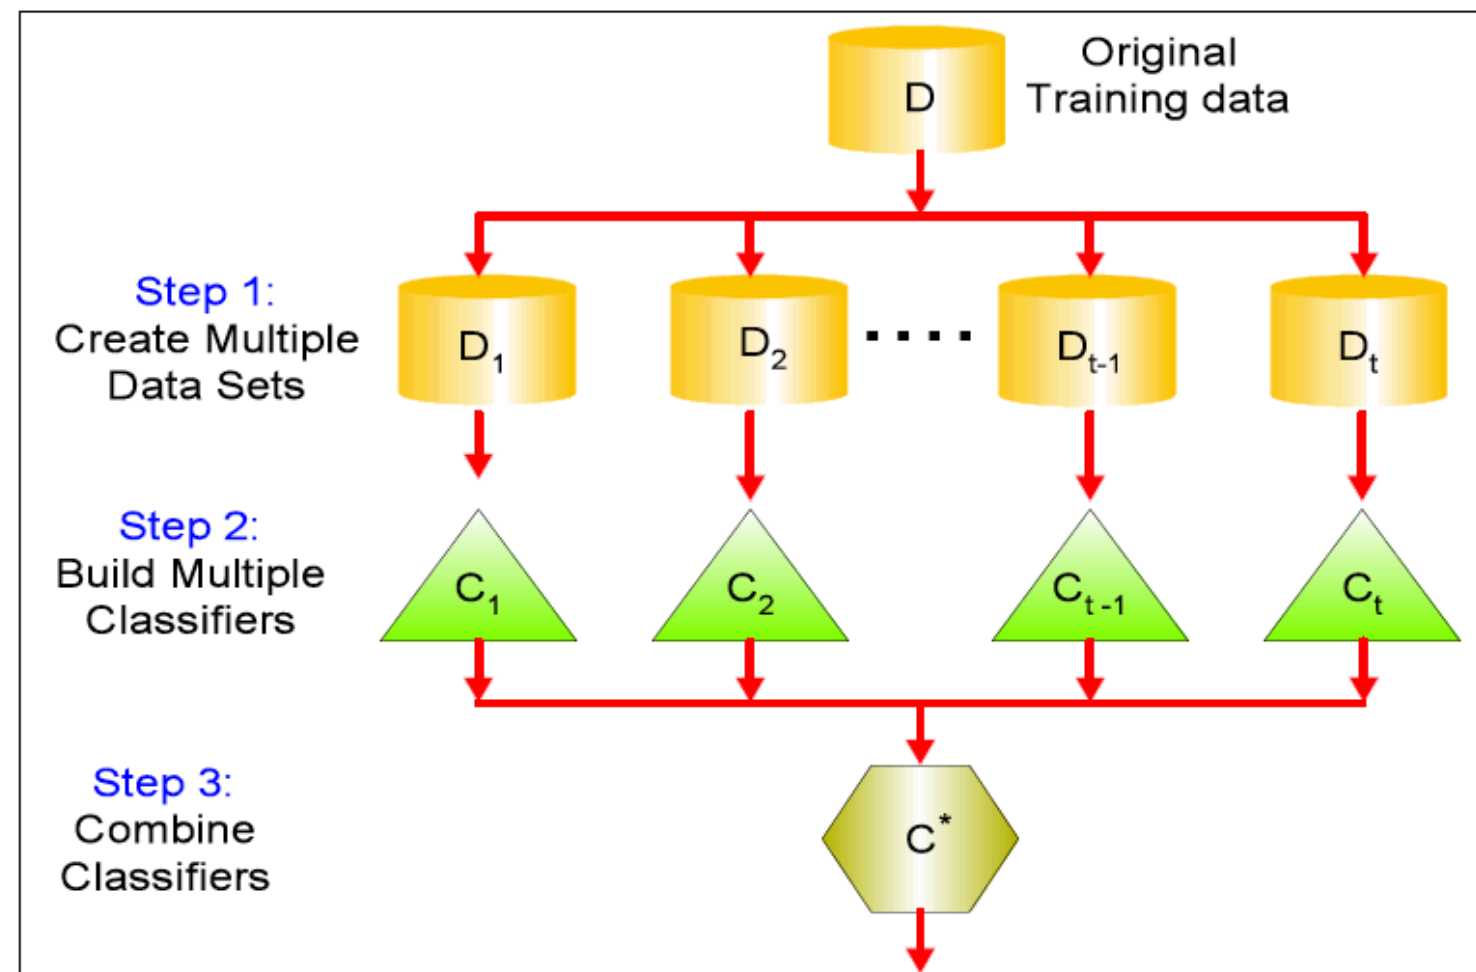 D
Original
Training data
Step 1:
Create Multiple
Data Sets
D1
D2
....
Dt-1
Dt
Step 2:
Build Multiple
Classifiers
C1
C2
Ct -1
Ct
Step 3:
Combine
Classifiers
C*